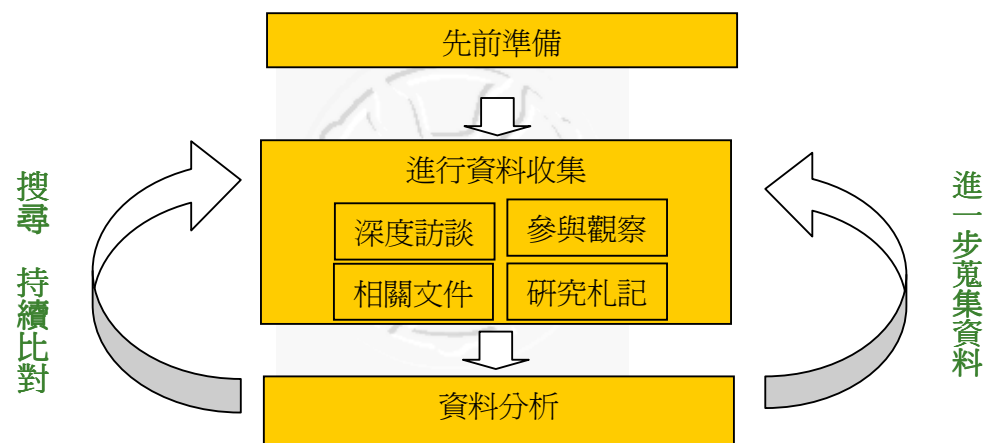 先前準備
進行資料收集
深度訪談
參與觀察
相關文件
研究札記
資料分析
搜尋 持續比對
進一步蒐集資料